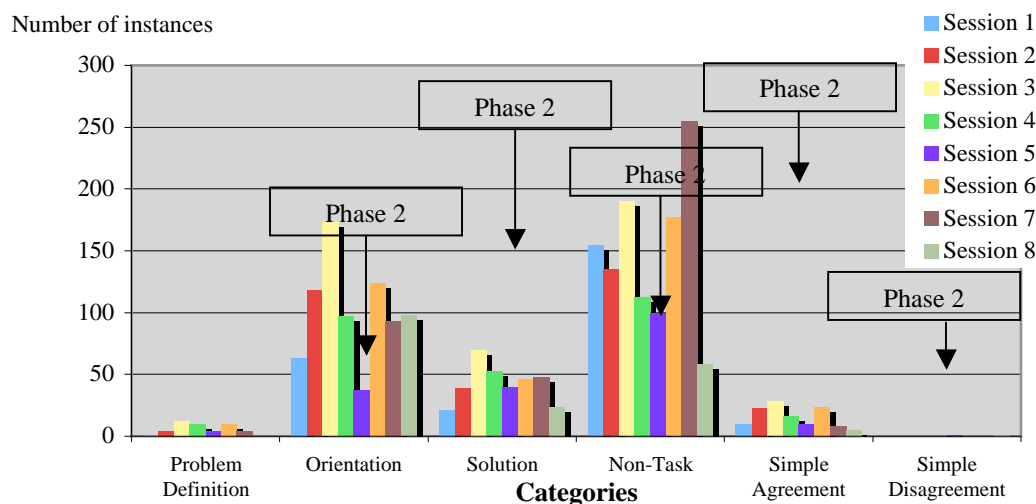 Number of instances
Session 1
Session 2
Session 3
Session 4
Session 5
Session 6
Session 7
Session 8
300
250
200
150
100
50
0
Phase 2
Phase 2
Phase 2
Phase 2
Phase 2
Problem
Definition
Orientation
Solution
Non-Task
Simple
Agreement
Simple
Disagreement
Categories